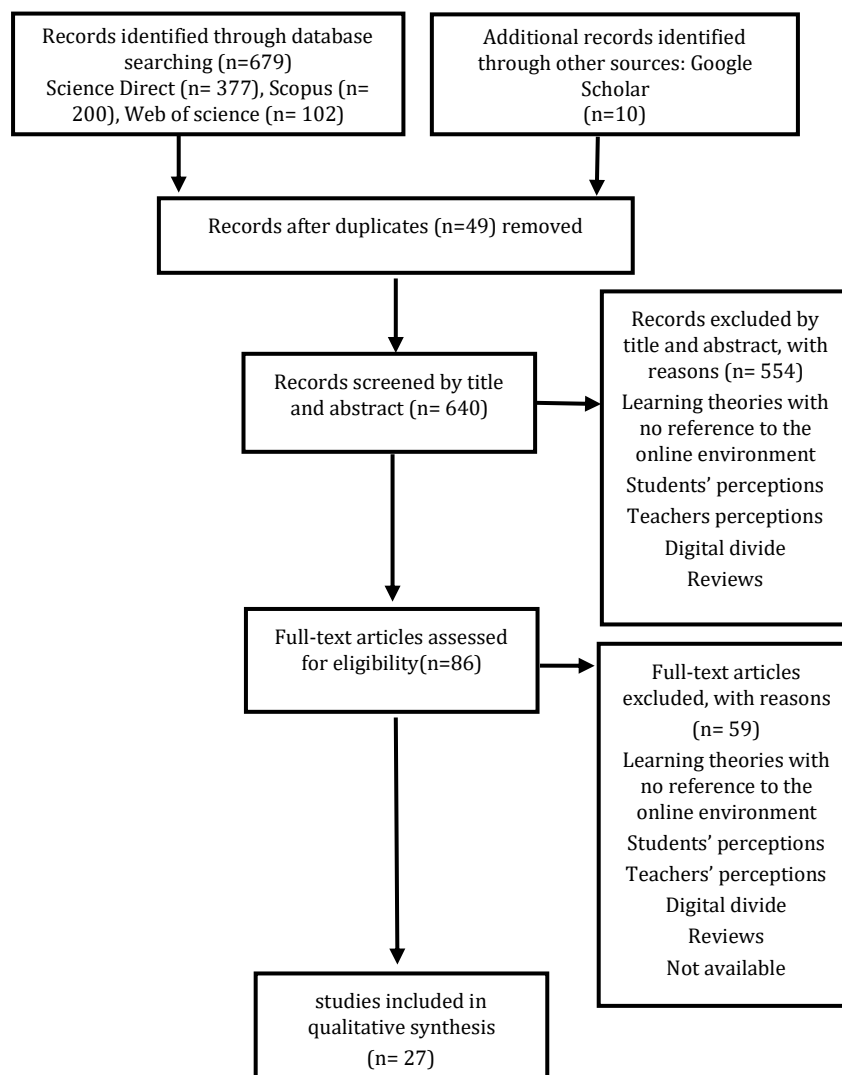 Records identified through database
searching (n=679)
Science Direct (n= 377), Scopus (n=
200), Web of science (n= 102)
Additional records identified
through other sources: Google
Scholar
(n=10)
Records after duplicates (n=49) removed
Records screened by title
and abstract (n= 640)
Records excluded by
title and abstract, with
reasons (n= 554)
Learning theories with
no reference to the
online environment
Students’ perceptions
Teachers perceptions
Digital divide
Reviews
Full-text articles assessed
for eligibility(n=86)
Full-text articles
excluded, with reasons
(n= 59)
Learning theories with
no reference to the
online environment
Students’ perceptions
Teachers’ perceptions
Digital divide
Reviews
Not available
studies included in
qualitative synthesis
(n= 27)